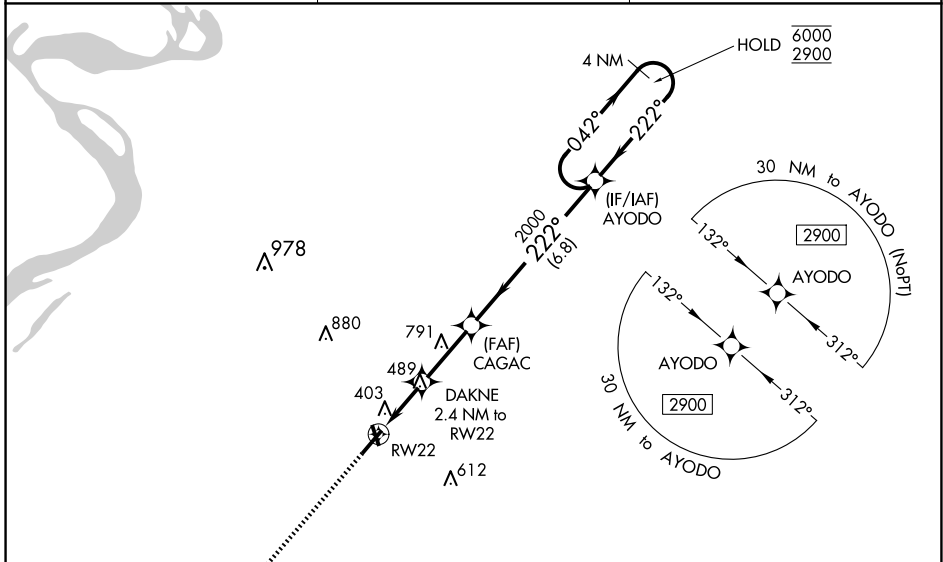 6000
HOLD 2900
4 NM
042°
222°
(IF/IAF)
AYODO
2000
222°
(6.8)
30 NM to AYODO (NoPT)
132°
2900
AYODO
312°
978
880
791
(FAF)
CAGAC
489
DAKNE
2.4 NM to
RW22
403
RW22
612
132°
AYODO
2900
312°
30 NM to AYODO